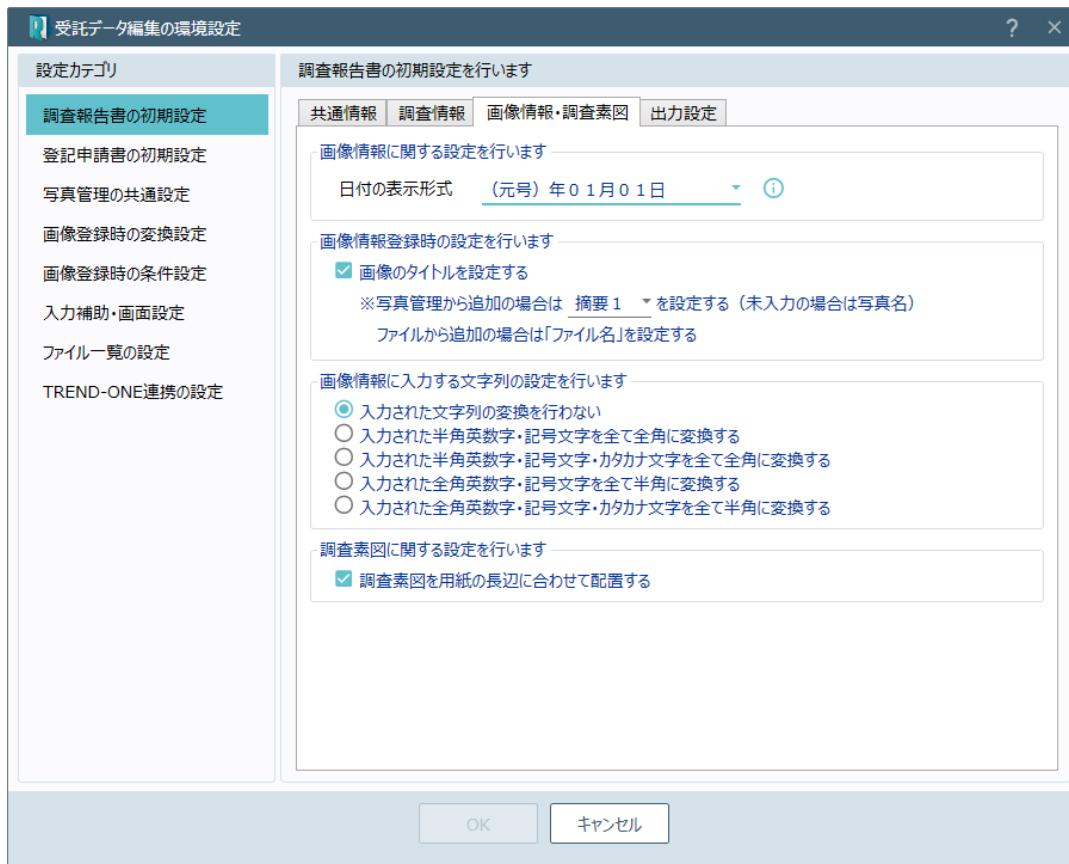 受託データ編集の環境設定
?
×
設定カテゴリ
調査報告書の初期設定
登記申請書の初期設定
写真管理の共通設定
画像登録時の変換設定
画像登録時の条件設定
入力補助・画面設定
ファイル一覧の設定
TREND-ONE連携の設定
調査報告書の初期設定を行います
共通情報 調査情報 画像情報・調査素図 出力設定
画像情報に関する設定を行います
日付の表示形式 (元号)年01月01日
画像情報登録時の設定を行います
画像のタイトルを設定する
※写真管理から追加の場合は 摘要1 を設定する(未入力の場合は写真名)
ファイルから追加の場合は「ファイル名」を設定する
画像情報に入力する文字列の設定を行います
入力された文字列の変換を行わない
入力された半角英数字・記号文字を全て全角に変換する
入力された半角英数字・記号文字・カタカナ文字を全て全角に変換する
入力された全角英数字・記号文字を全て半角に変換する
入力された全角英数字・記号文字・カタカナ文字を全て半角に変換する
調査素図に関する設定を行います
調査素図を用紙の長辺に合わせて配置する
OK キャンセル